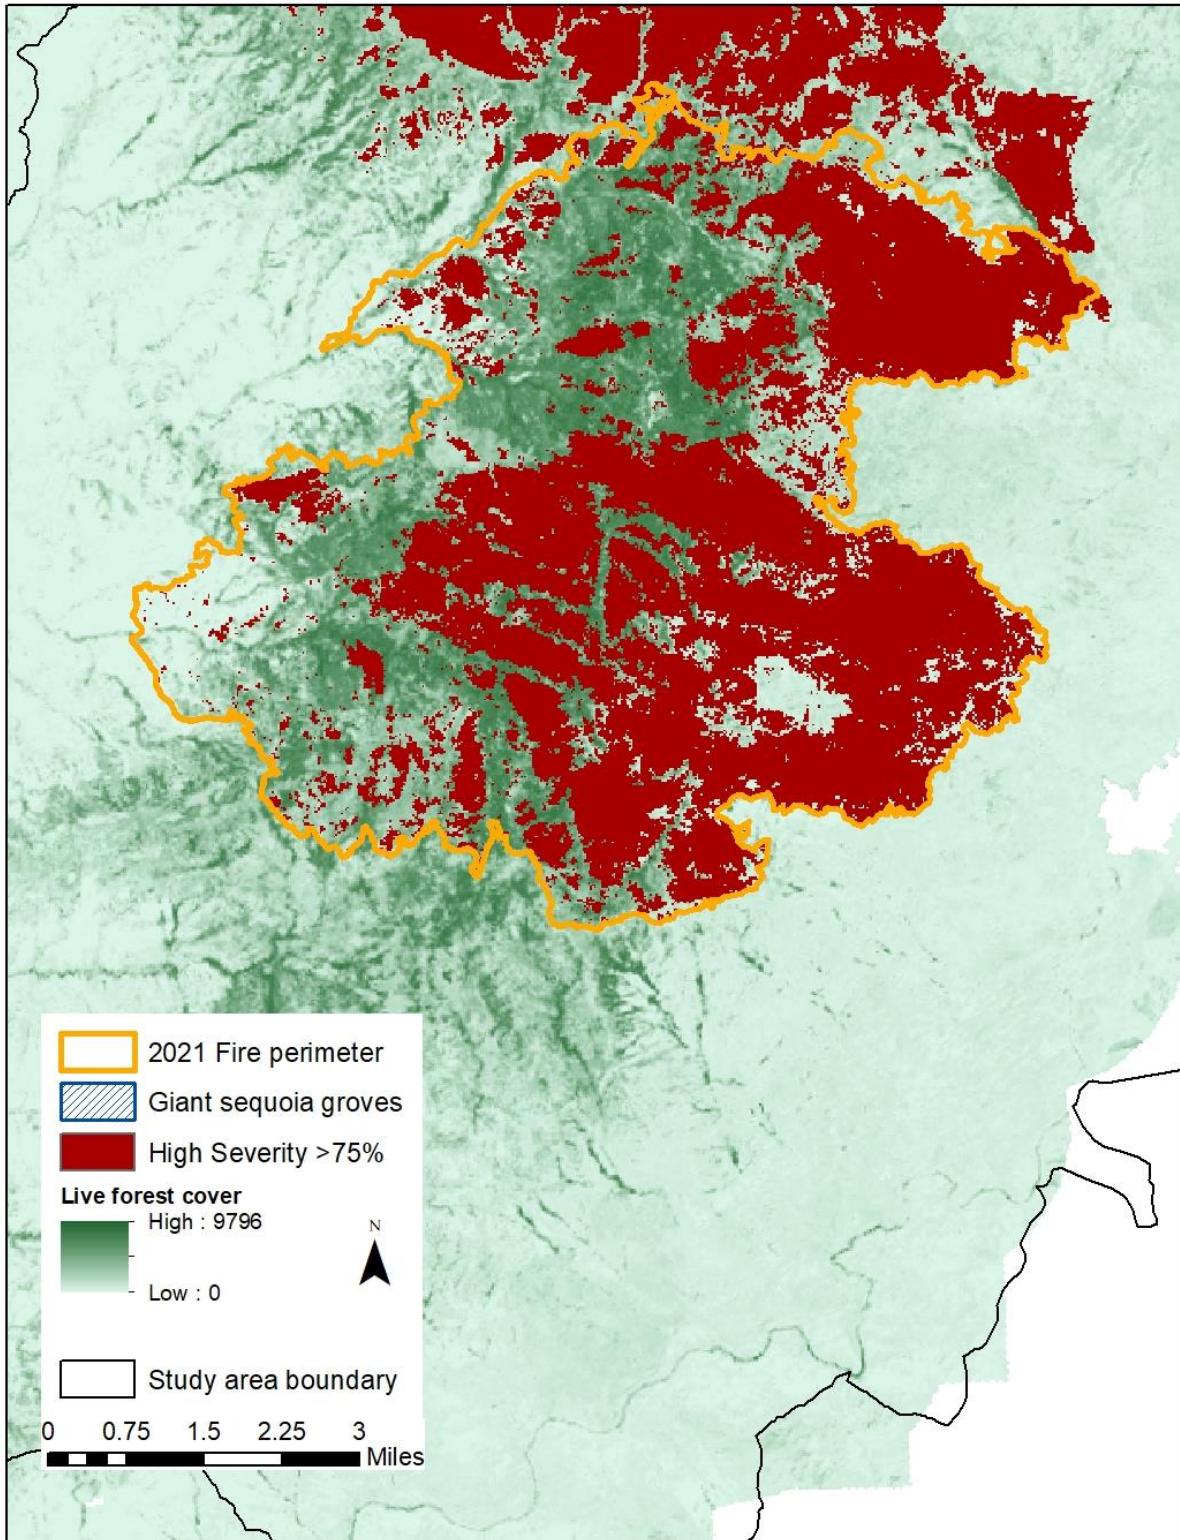 2021 Fire perimeter
Giant sequoia groves
High Severity >75%
Live forest cover
High : 9796
Low : 0
N
Study area boundary
0 0.75 1.5 2.25 3
Miles